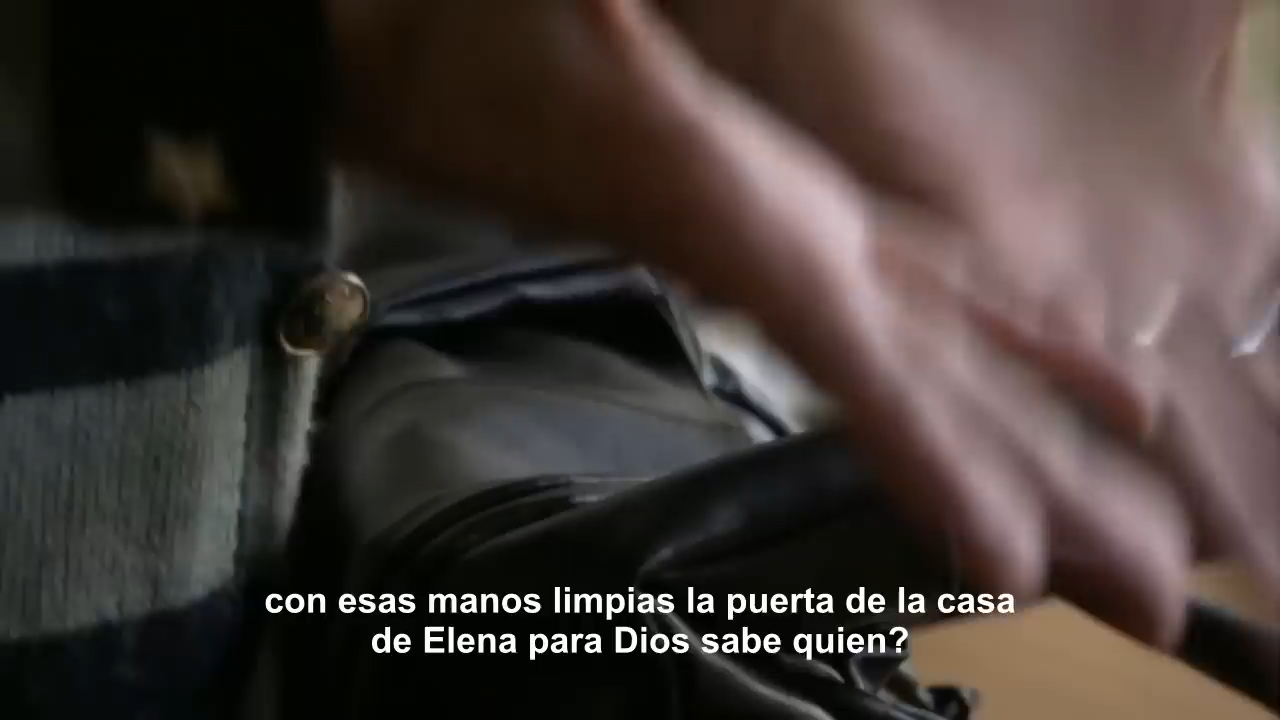 con esas manos limpias la puerta de la casa
de Elena para Dios sabe quien?